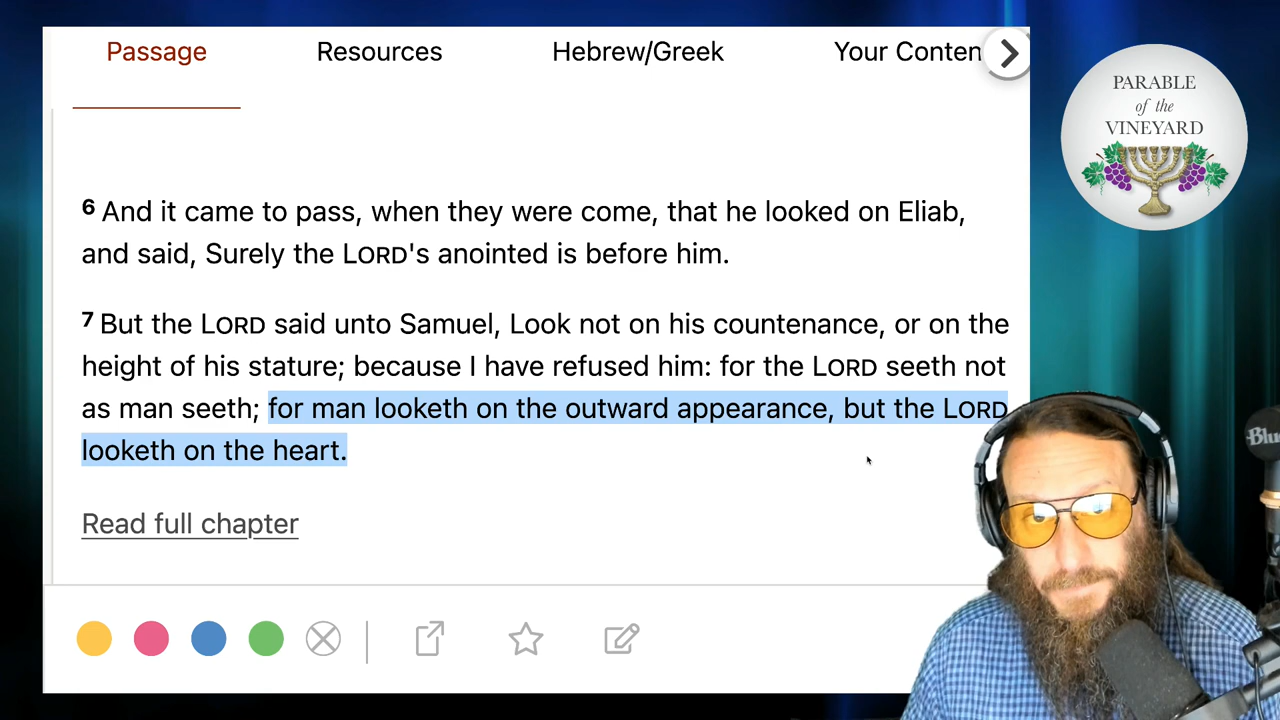 Passage
Resources
Hebrew/Greek
Your Conten
PARABLE
of the
VINEYARD
6 And it came to pass, when they were come, that he looked on Eliab,
and said, Surely the LORD's anointed is before him.
7 But the LORD said unto Samuel, Look not on his countenance, or on the
height of his stature; because I have refused him: for the LORD seeth not
as man seeth; for man looketh on the outward appearance, but the LORD
looketh on the heart.
Read full chapter
Blu